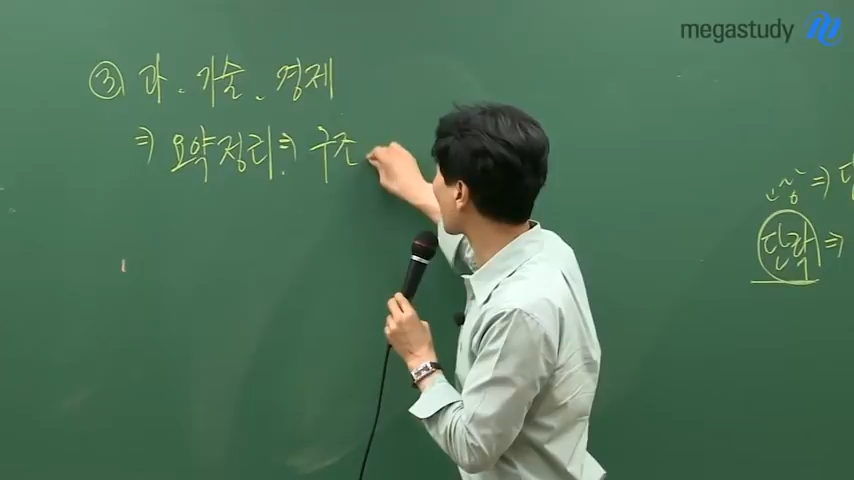 megastudy
③ 과.기술.경제
⇒ 요약정리⇒ 구조
⇒
단락 ⇒